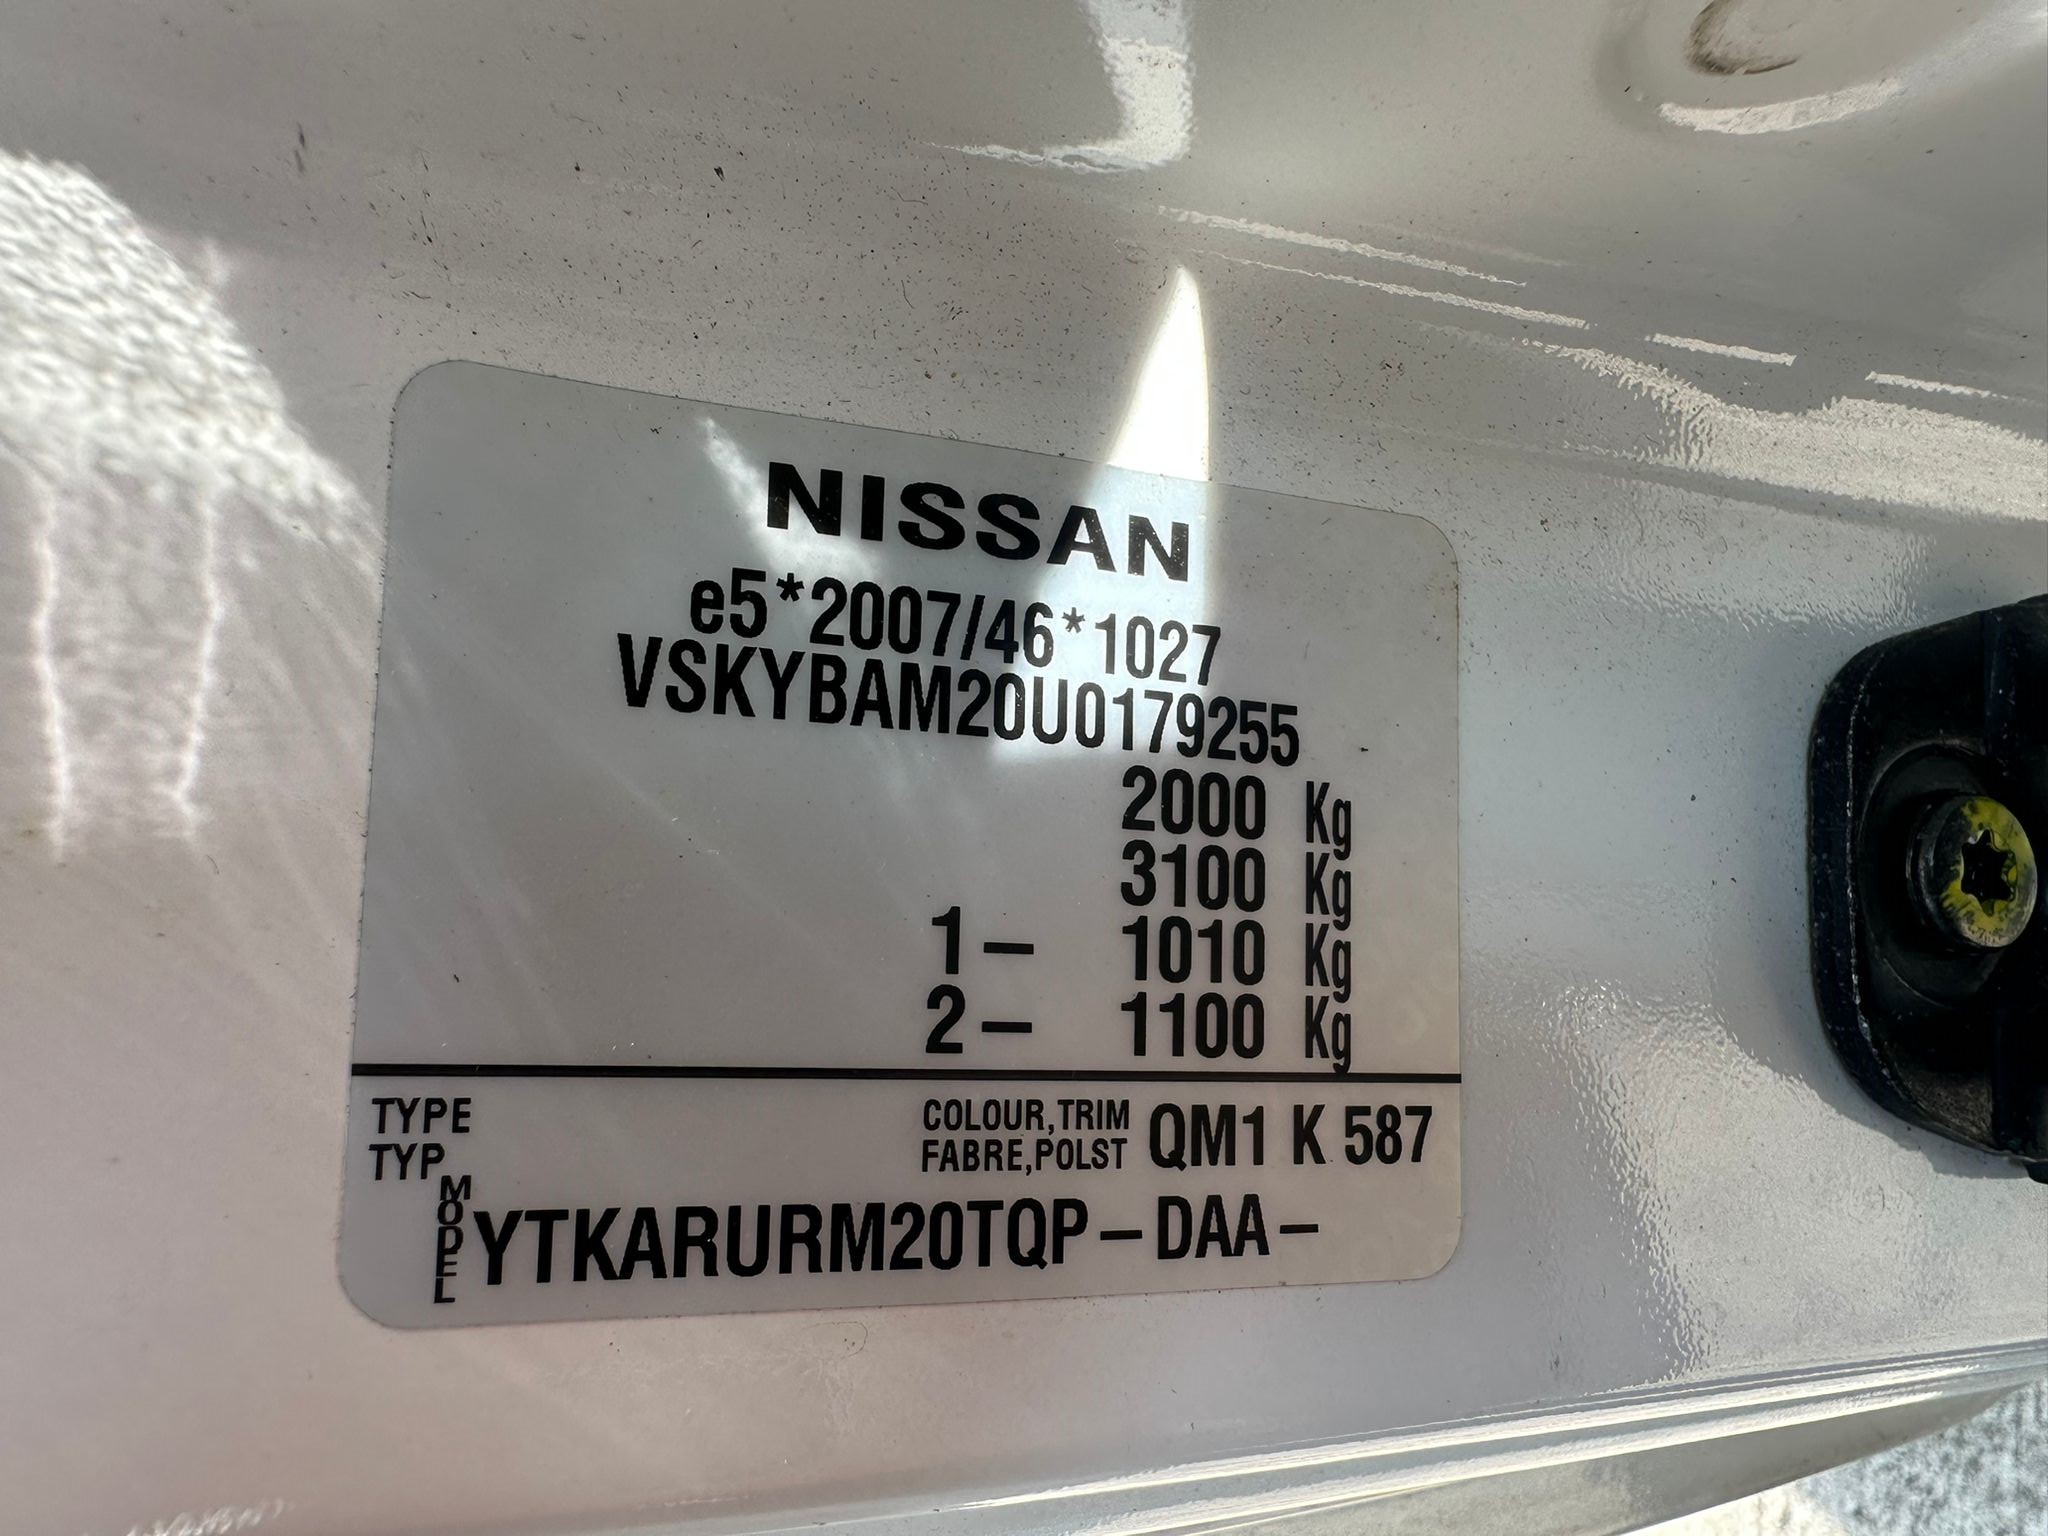 NISSAN
e5*2007/46*1027
VSKYBAM20U0179255
2000 Kg
3100 Kg
1- 1010 Kg
2- 1100 Kg
TYPE
TYP
COLOUR,TRIM
FABRE,POLST
QM1 K 587
MODEL
YTKARURM20TQP-DAA-